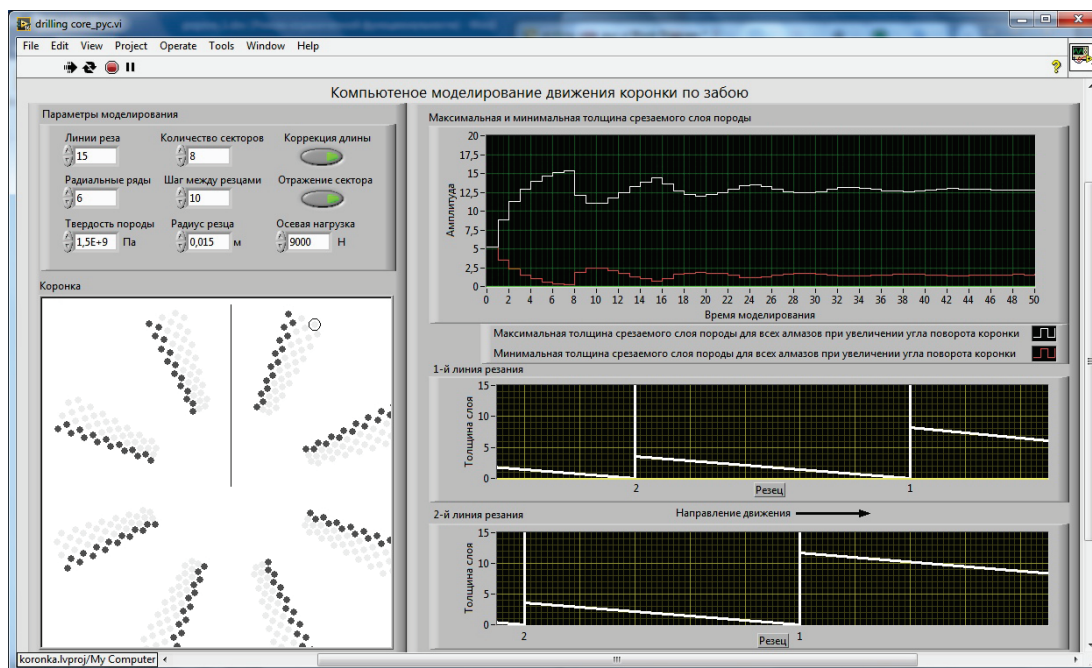 drilling core_рус.vi
File Edit View Project Operate Tools Window Help
Компьютеное моделирование движения коронки по забою
Параметры моделирования
Линии реза Количество секторов Коррекция длины
15 8
Радиальные ряды Шаг между резцами Отражение сектора
6 10
Твердость породы Радиус резца Осевая нагрузка
1,5E+9 Па 0,015 м 9000 Н
Коронка
Максимальная и минимальная толщина срезаемого слоя породы
Амплитуда
20
17,5
15
12,5
10
7,5
5
2,5
0
0 2 4 6 8 10 12 14 16 18 20 22 24 26 28 30 32 34 36 38 40 42 44 46 48 50
Время моделирования
Максимальная толщина срезаемого слоя породы для всех алмазов при увеличении угла поворота коронки
Минимальная толщина срезаемого слоя породы для всех алмазов при увеличении угла поворота коронки
1-й линия резания
Толщина слоя
15
10
5
0
2 Резец 1
2-й линия резания Направление движения
Толщина слоя
15
10
5
0
2 Резец 1
koronka.lvproj/My Computer